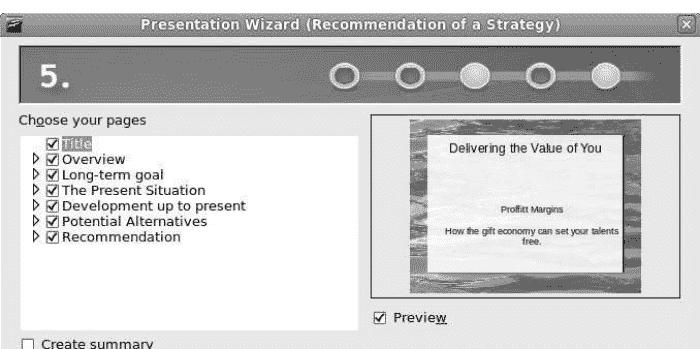 Presentation Wizard (Recommendation of a Strategy)
5.
Choose your pages
Title
Overview
Long-term goal
The Present Situation
Development up to present
Potential Alternatives
Recommendation
Create summary
Delivering the Value of You
Proffitt Margins
How the gift economy can set your talents
free.
Preview